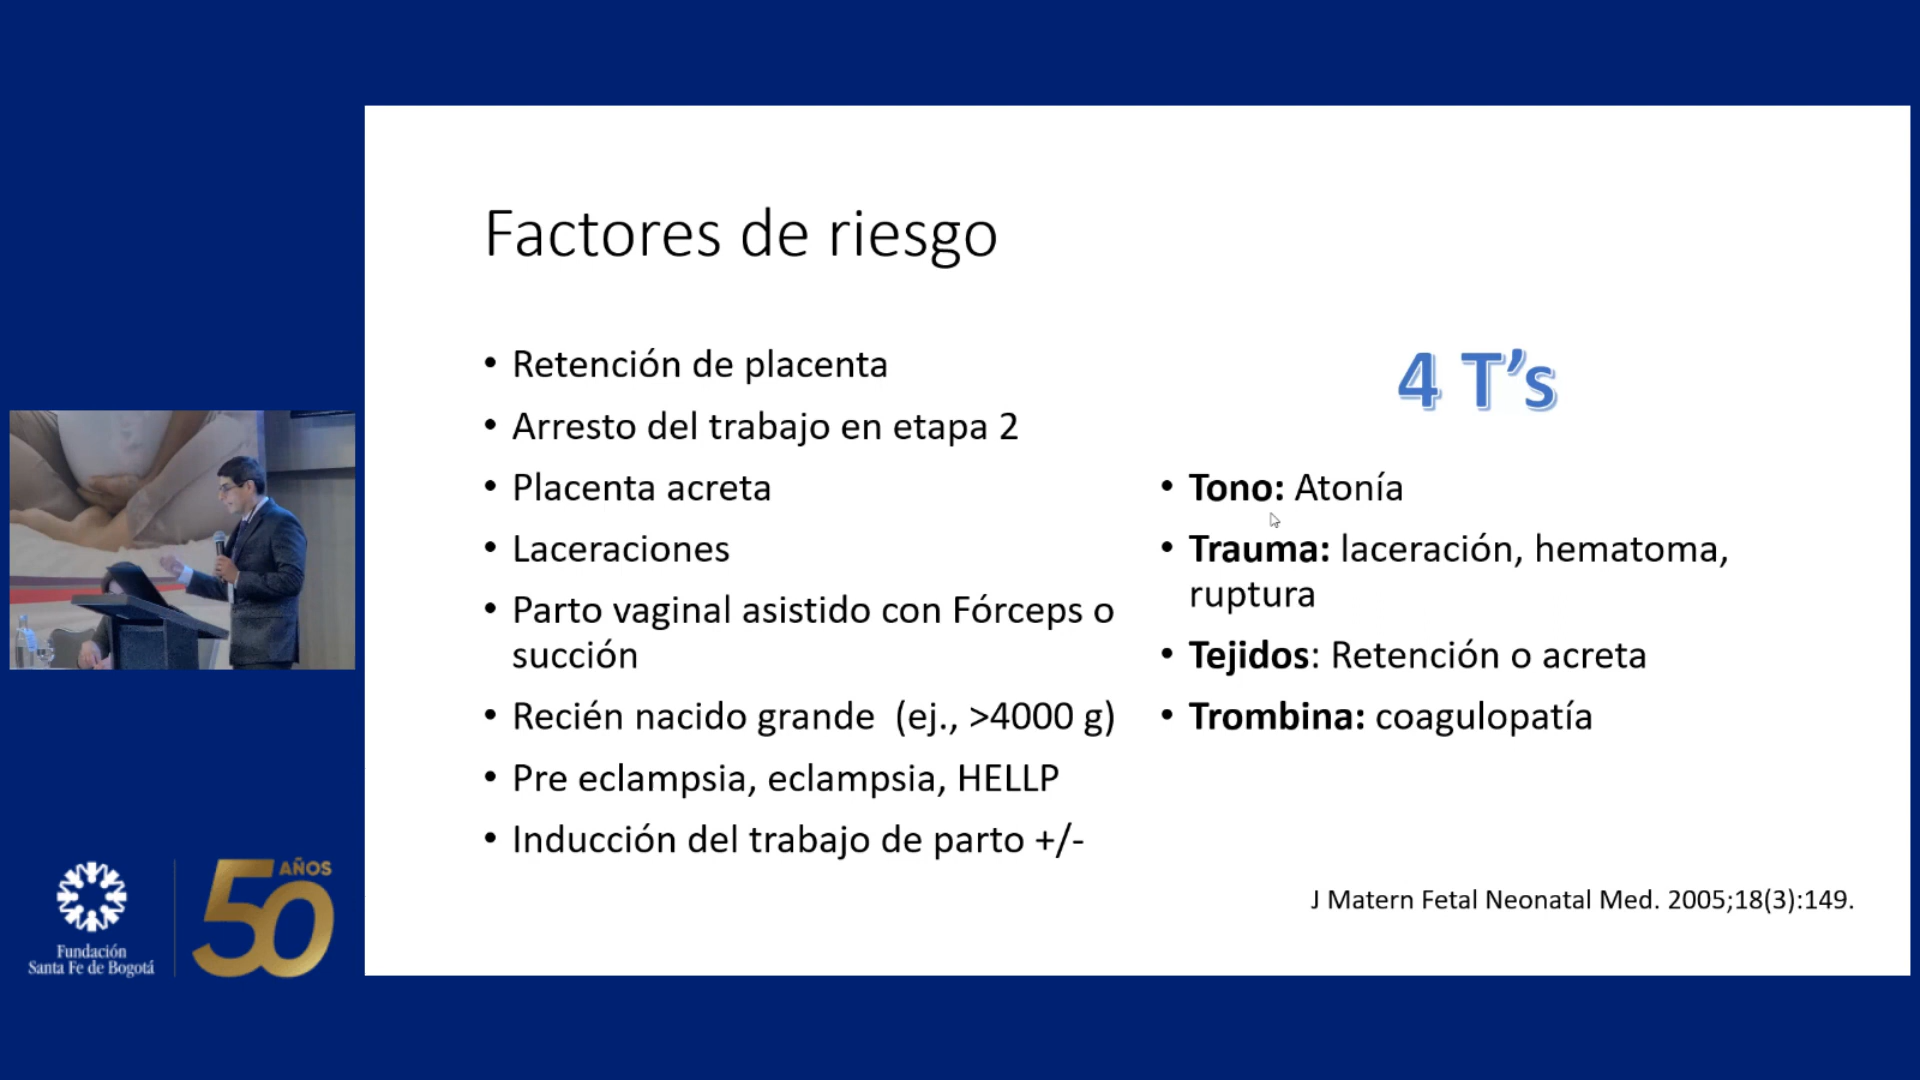 Factores de riesgo
• Retención de placenta
• Arresto del trabajo en etapa 2
• Placenta acreta
• Laceraciones
• Parto vaginal asistido con Fórceps o
succión
• Recién nacido grande (ej., >4000 g)
• Pre eclampsia, eclampsia, HELLP
• Inducción del trabajo de parto +/-
4 T’s
• Tono: Atonía
• Trauma: laceración, hematoma,
ruptura
• Tejidos: Retención o acreta
• Trombina: coagulopatía
J Matern Fetal Neonatal Med. 2005;18(3):149.
Fundación
Santa Fe de Bogotá
50 AÑOS